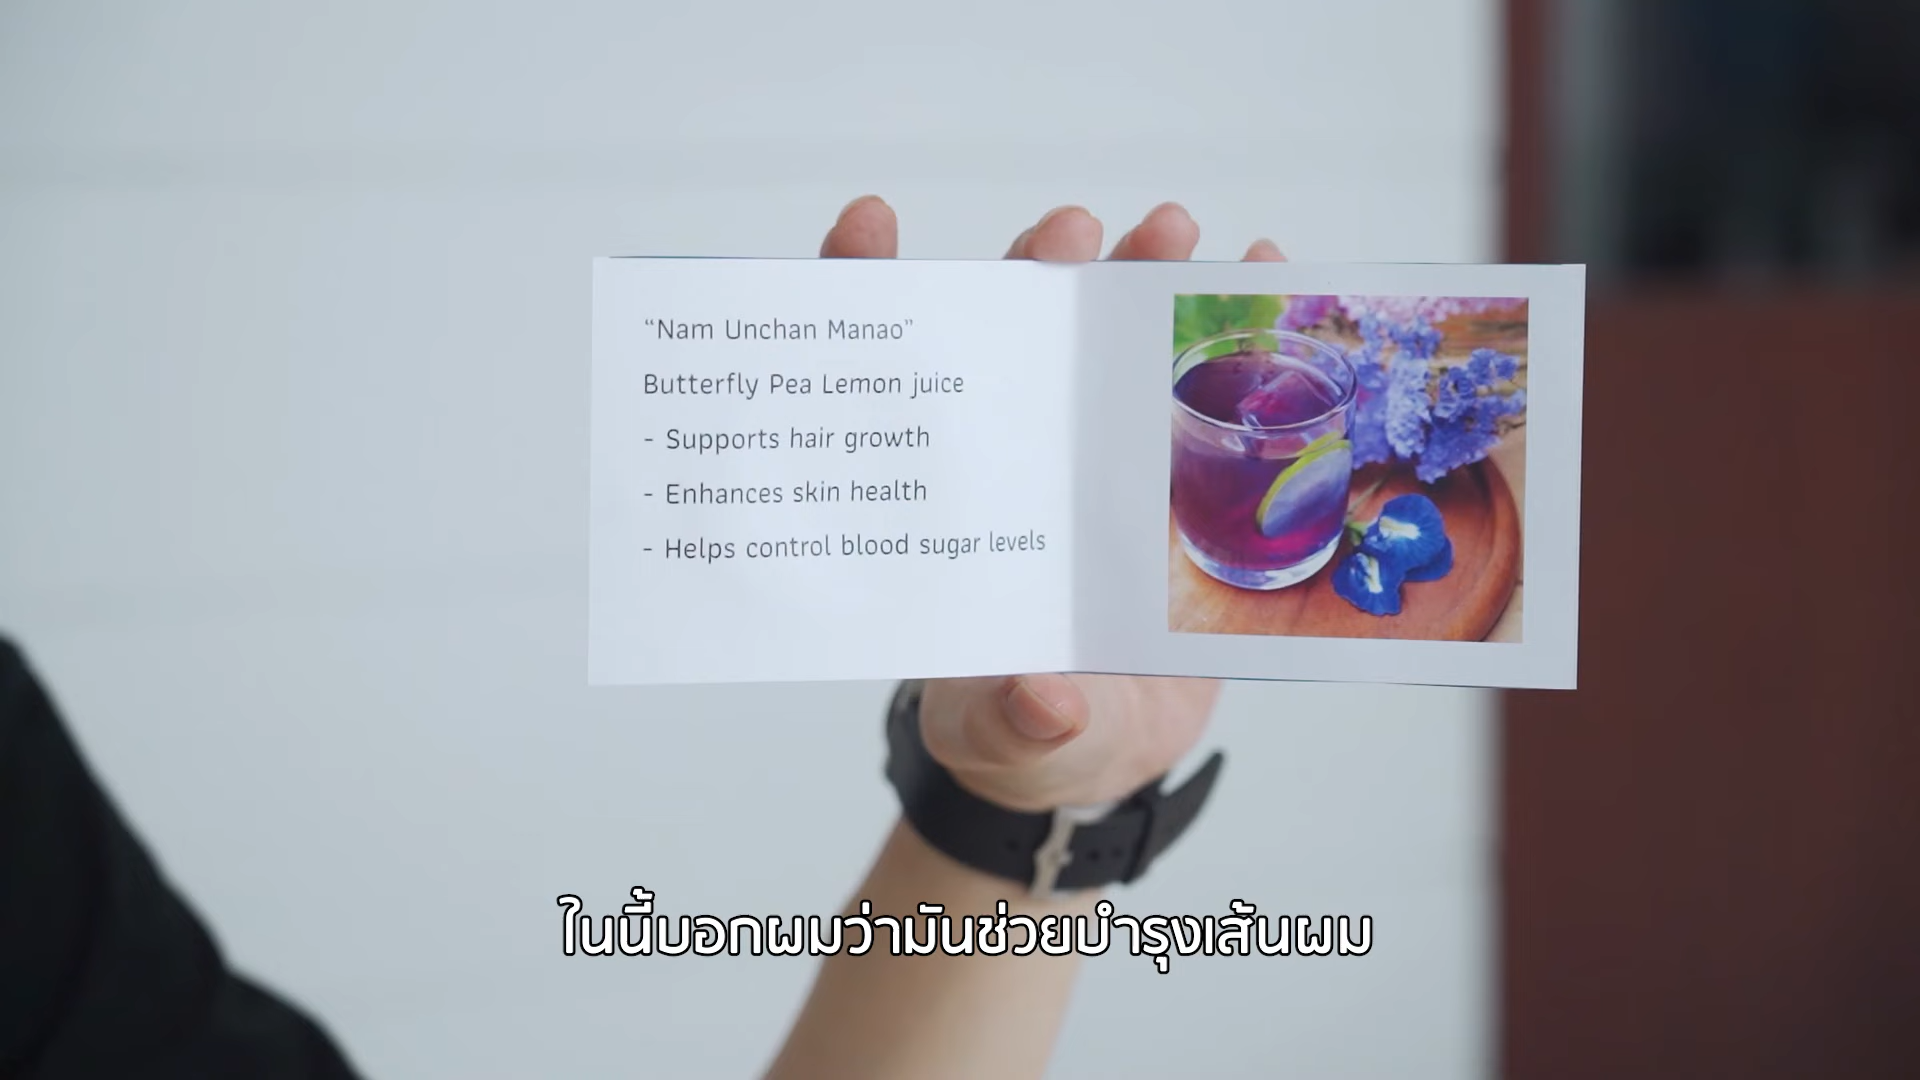 “Nam Unchan Manao”
Butterfly Pea Lemon juice
- Supports hair growth
- Enhances skin health
- Helps control blood sugar levels
ในนี้บอกผมว่ามันช่วยบำรุงเส้นผม